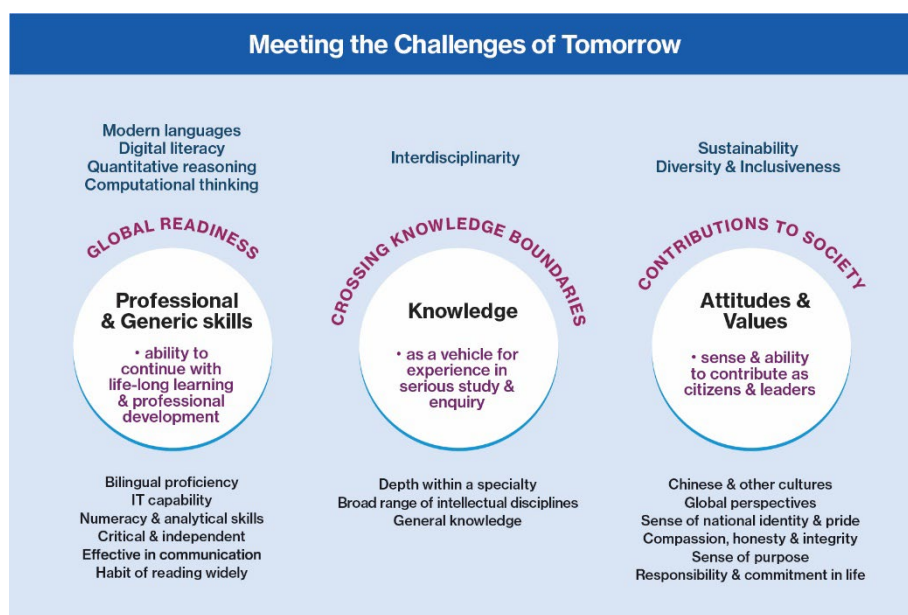 Meeting the Challenges of Tomorrow
Modern languages
Digital literacy
Quantitative reasoning
Computational thinking
GLOBAL READINESS
Professional
& Generic skills
• ability to
continue with
life-long learning
& professional
development
Bilingual proficiency
IT capability
Numeracy & analytical skills
Critical & independent
Effective in communication
Habit of reading widely
Interdisciplinarity
CROSSING KNOWLEDGE BOUNDARIES
Knowledge
• as a vehicle for
experience in
serious study &
enquiry
Depth within a specialty
Broad range of intellectual disciplines
General knowledge
Sustainability
Diversity & Inclusiveness
CONTRIBUTIONS TO SOCIETY
Attitudes &
Values
• sense & ability
to contribute as
citizens & leaders
Chinese & other cultures
Global perspectives
Sense of national identity & pride
Compassion, honesty & integrity
Sense of purpose
Responsibility & commitment in life